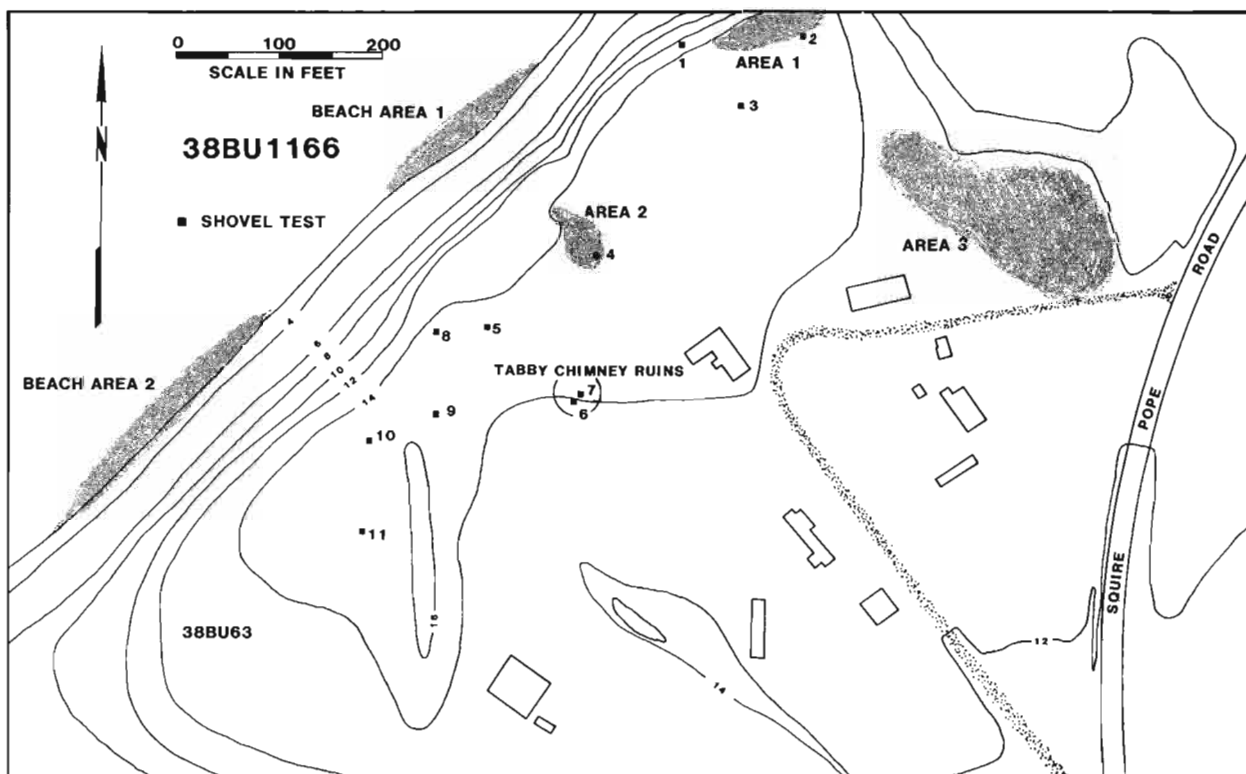 0 100 200
SCALE IN FEET
N
38BU1166
■ SHOVEL TEST
BEACH AREA 1
1
2
AREA 1
3
AREA 2
4
AREA 3
ROAD
POPE
SQUIRE
BEACH AREA 2
4
6
8
10
12
14
8
5
TABBY CHIMNEY RUINS
7
6
9
10
11
38BU63
14
12